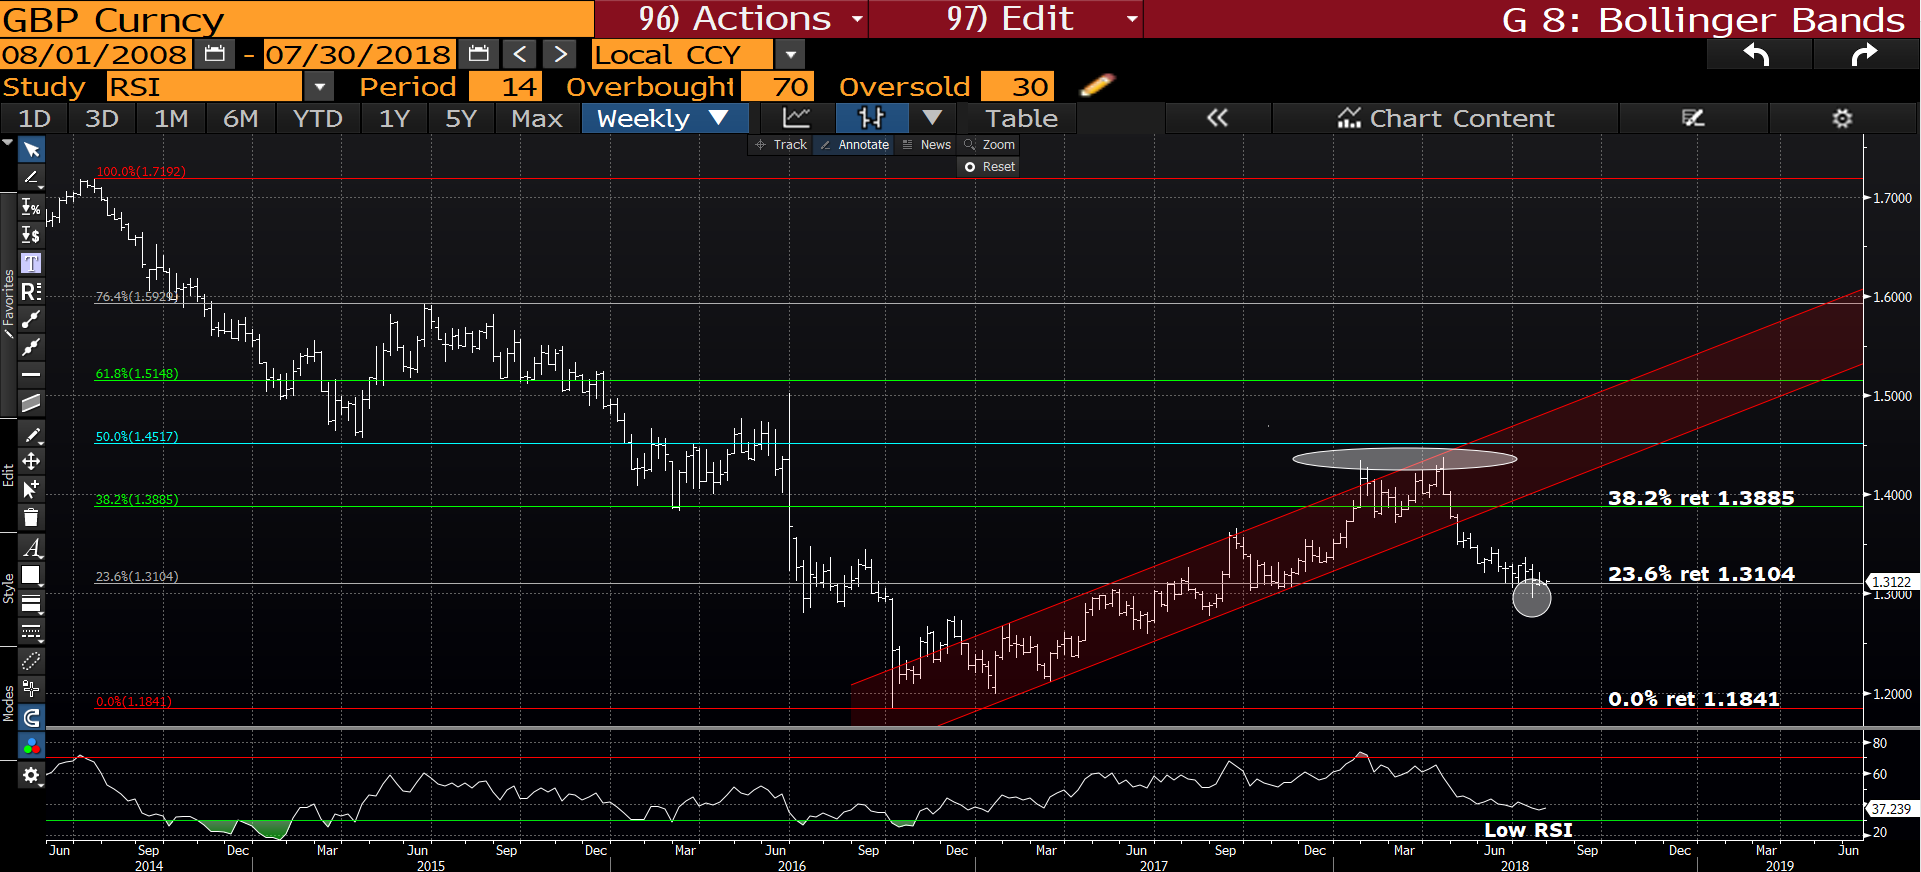 GBP Curncy 96) Actions 97) Edit G 8: Bollinger Bands
08/01/2008 - 07/30/2018 < > Local CCY
Study RSI Period 14 Overbought 70 Oversold 30
1D 3D 1M 6M YTD 1Y 5Y Max Weekly ▼ Table « Chart Content
Track Annotate News Zoom
Reset
100.0%(1.7192)
1.7000
76.4%(1.5929)
1.6000
61.8%(1.5148)
1.5000
50.0%(1.4517)
38.2%(1.3885)
38.2% ret 1.3885
1.4000
23.6%(1.3104)
23.6% ret 1.3104
1.3122
1.3000
0.0%(1.1841)
0.0% ret 1.1841
1.2000
Favorites
Edit
Style
Modes
%
$
T
R
A
80
60
37.239
20
Low RSI
Jun Sep Dec Mar Jun Sep Dec Mar Jun Sep Dec Mar Jun Sep Dec Mar Jun Sep Dec Mar Jun
2014 2015 2016 2017 2018 2019